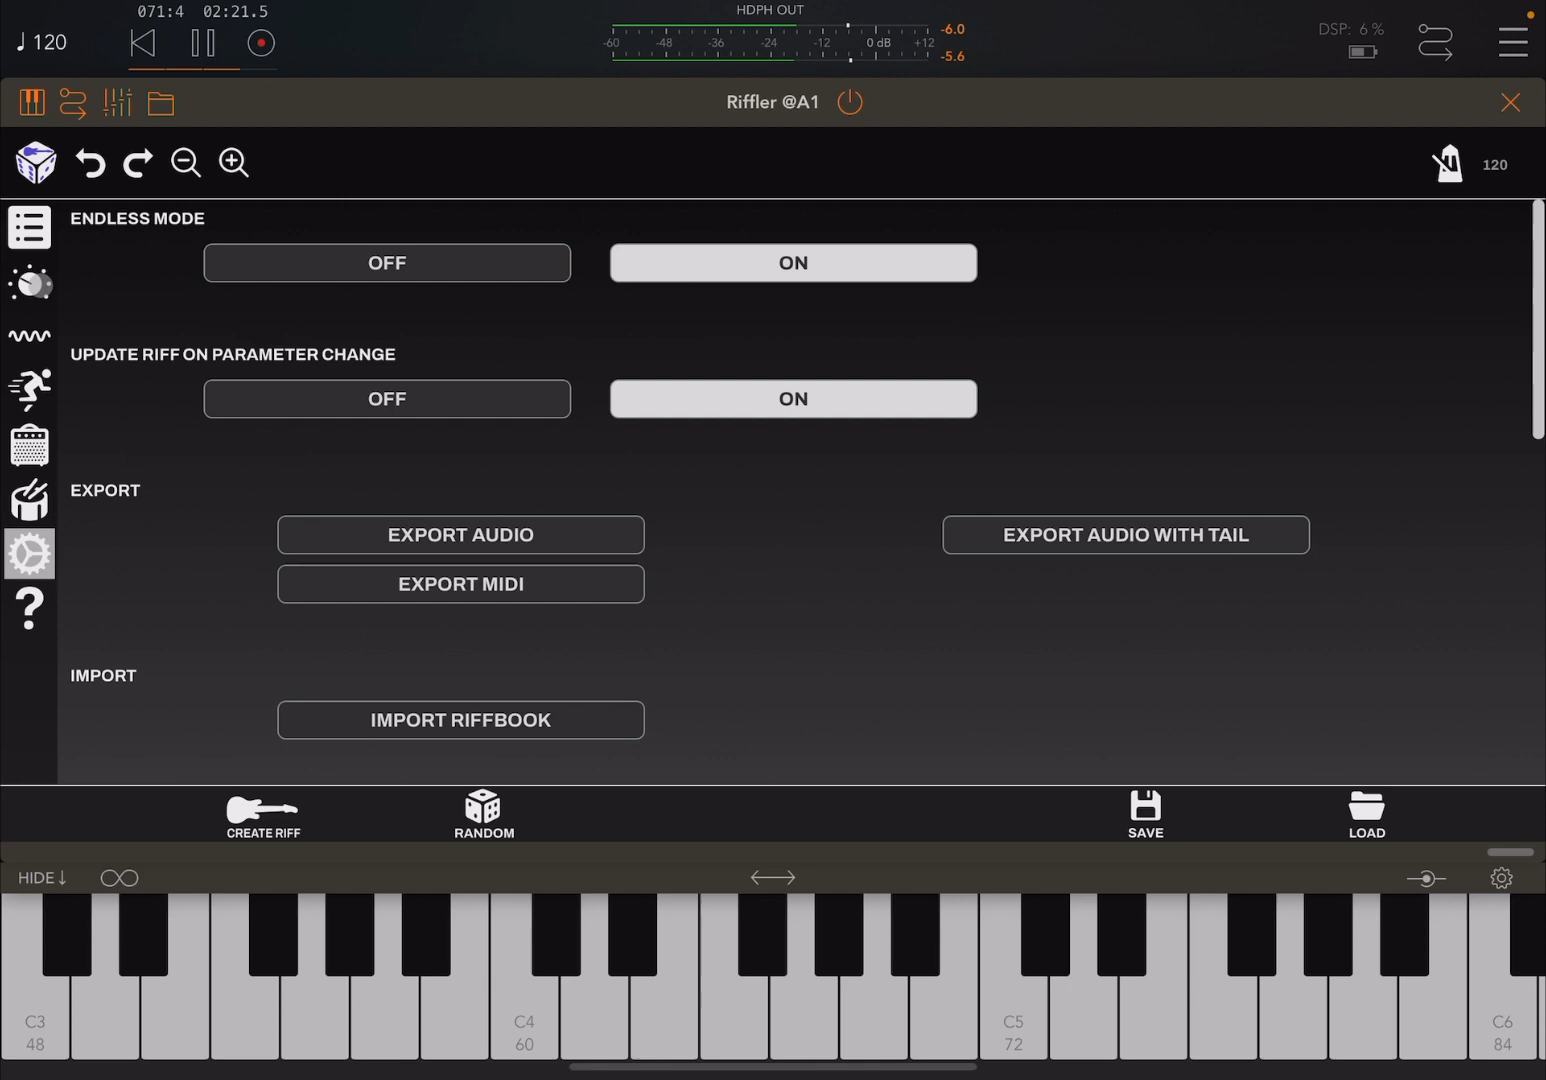 071:4 02:21.5
♩ 120
HDPH OUT
-60 -48 -36 -24 -12 0 dB +12
-6.0
-5.6
DSP: 6 %
Riffler @A1
120
ENDLESS MODE
OFF ON
UPDATE RIFF ON PARAMETER CHANGE
OFF ON
EXPORT
EXPORT AUDIO EXPORT AUDIO WITH TAIL
EXPORT MIDI
IMPORT
IMPORT RIFFBOOK
?
CREATE RIFF RANDOM SAVE LOAD
HIDE↓
C3 C4 C5 C6
48 60 72 84